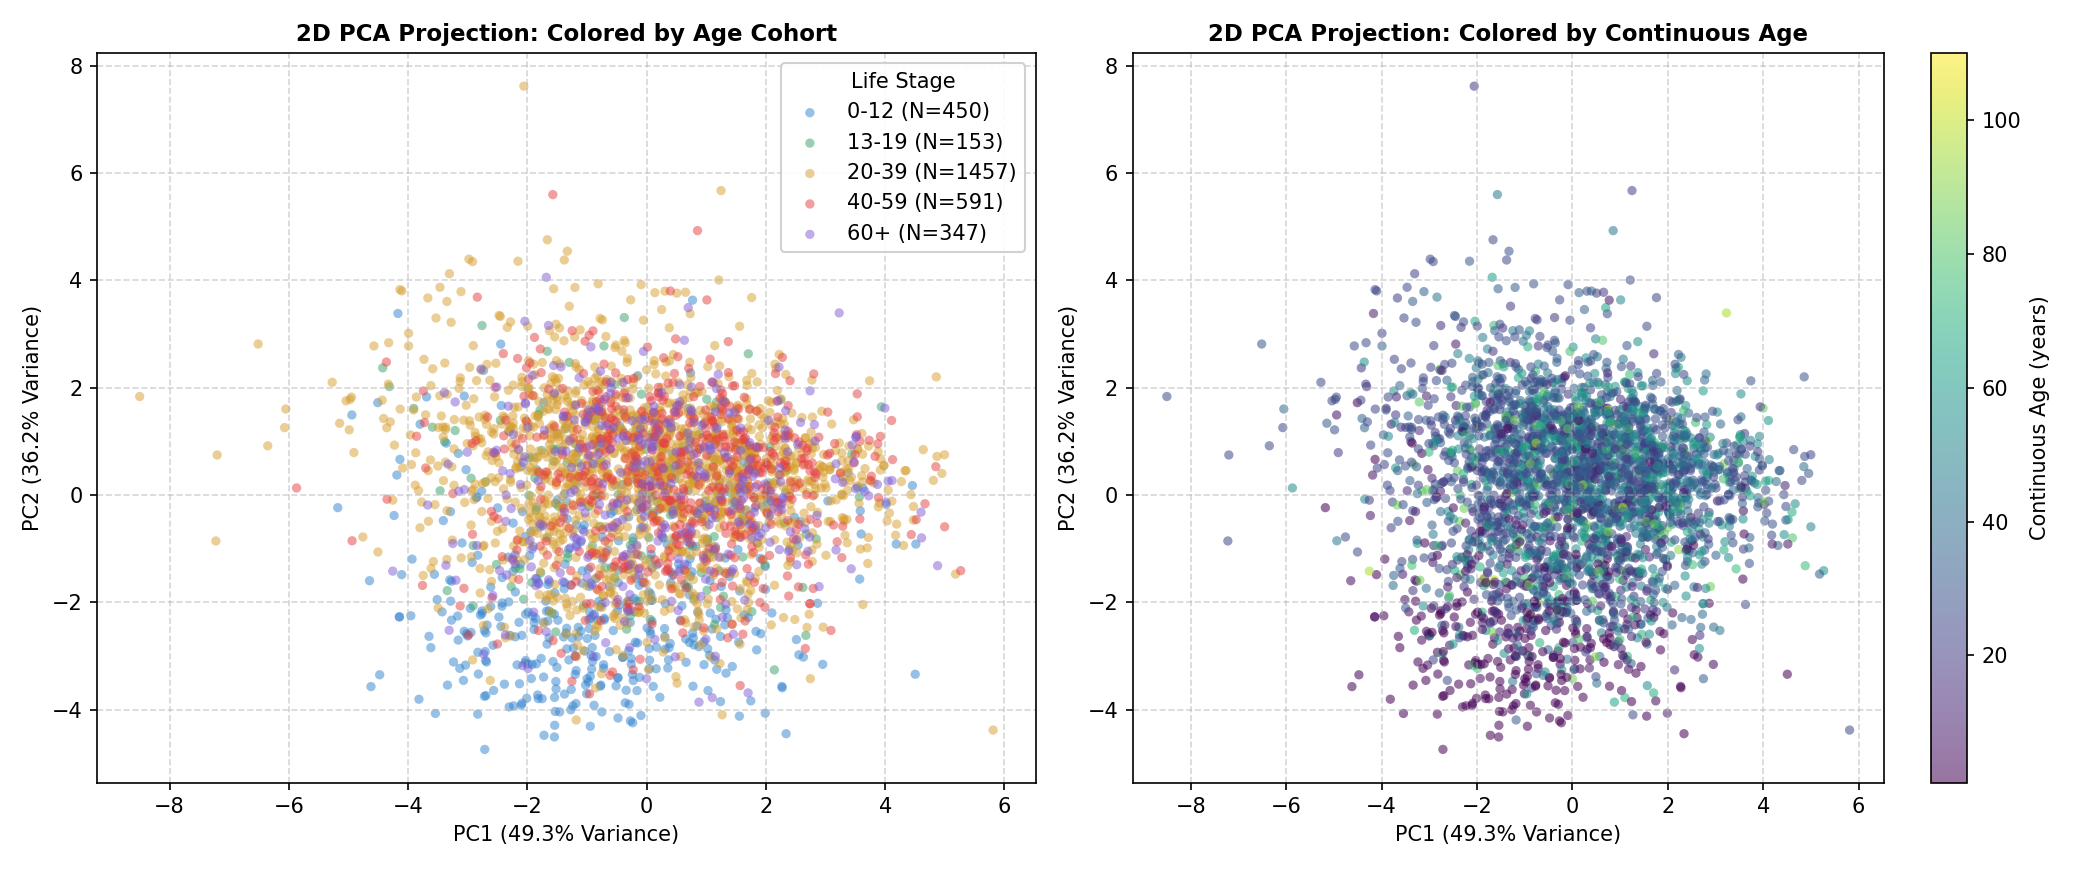 2D PCA Projection: Colored by Age Cohort
8
6
4
2
0
−2
−4
−8
−6
−4
−2
0
2
4
6
PC1 (49.3% Variance)
PC2 (36.2% Variance)
Life Stage
0-12 (N=450)
13-19 (N=153)
20-39 (N=1457)
40-59 (N=591)
60+ (N=347)
2D PCA Projection: Colored by Continuous Age
8
6
4
2
0
−2
−4
−8
−6
−4
−2
0
2
4
6
PC1 (49.3% Variance)
PC2 (36.2% Variance)
100
80
60
40
20
Continuous Age (years)